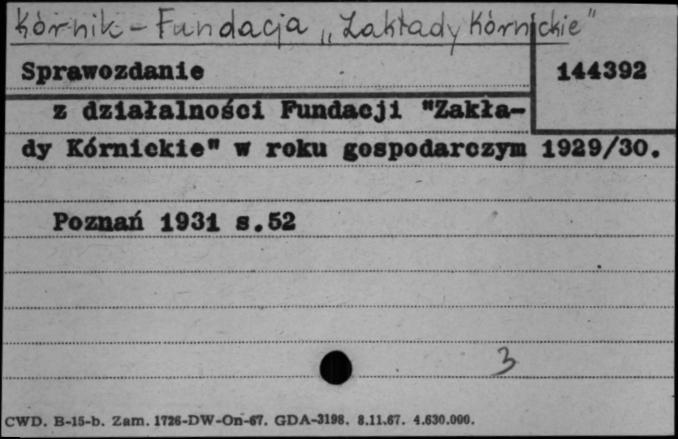 Kórnik - Fundacja „Zakłady Kórnickie"
Sprawozdanie
144392
z działalności Fundacji "Zakła-
dy Kórnickie" w roku gospodarczym 1929/30.
Poznań 1931 s.52
3
CWD. B-15-b. Zam. 1726-DW-On-67. GDA-3198. 8.11.67. 4.630.000.